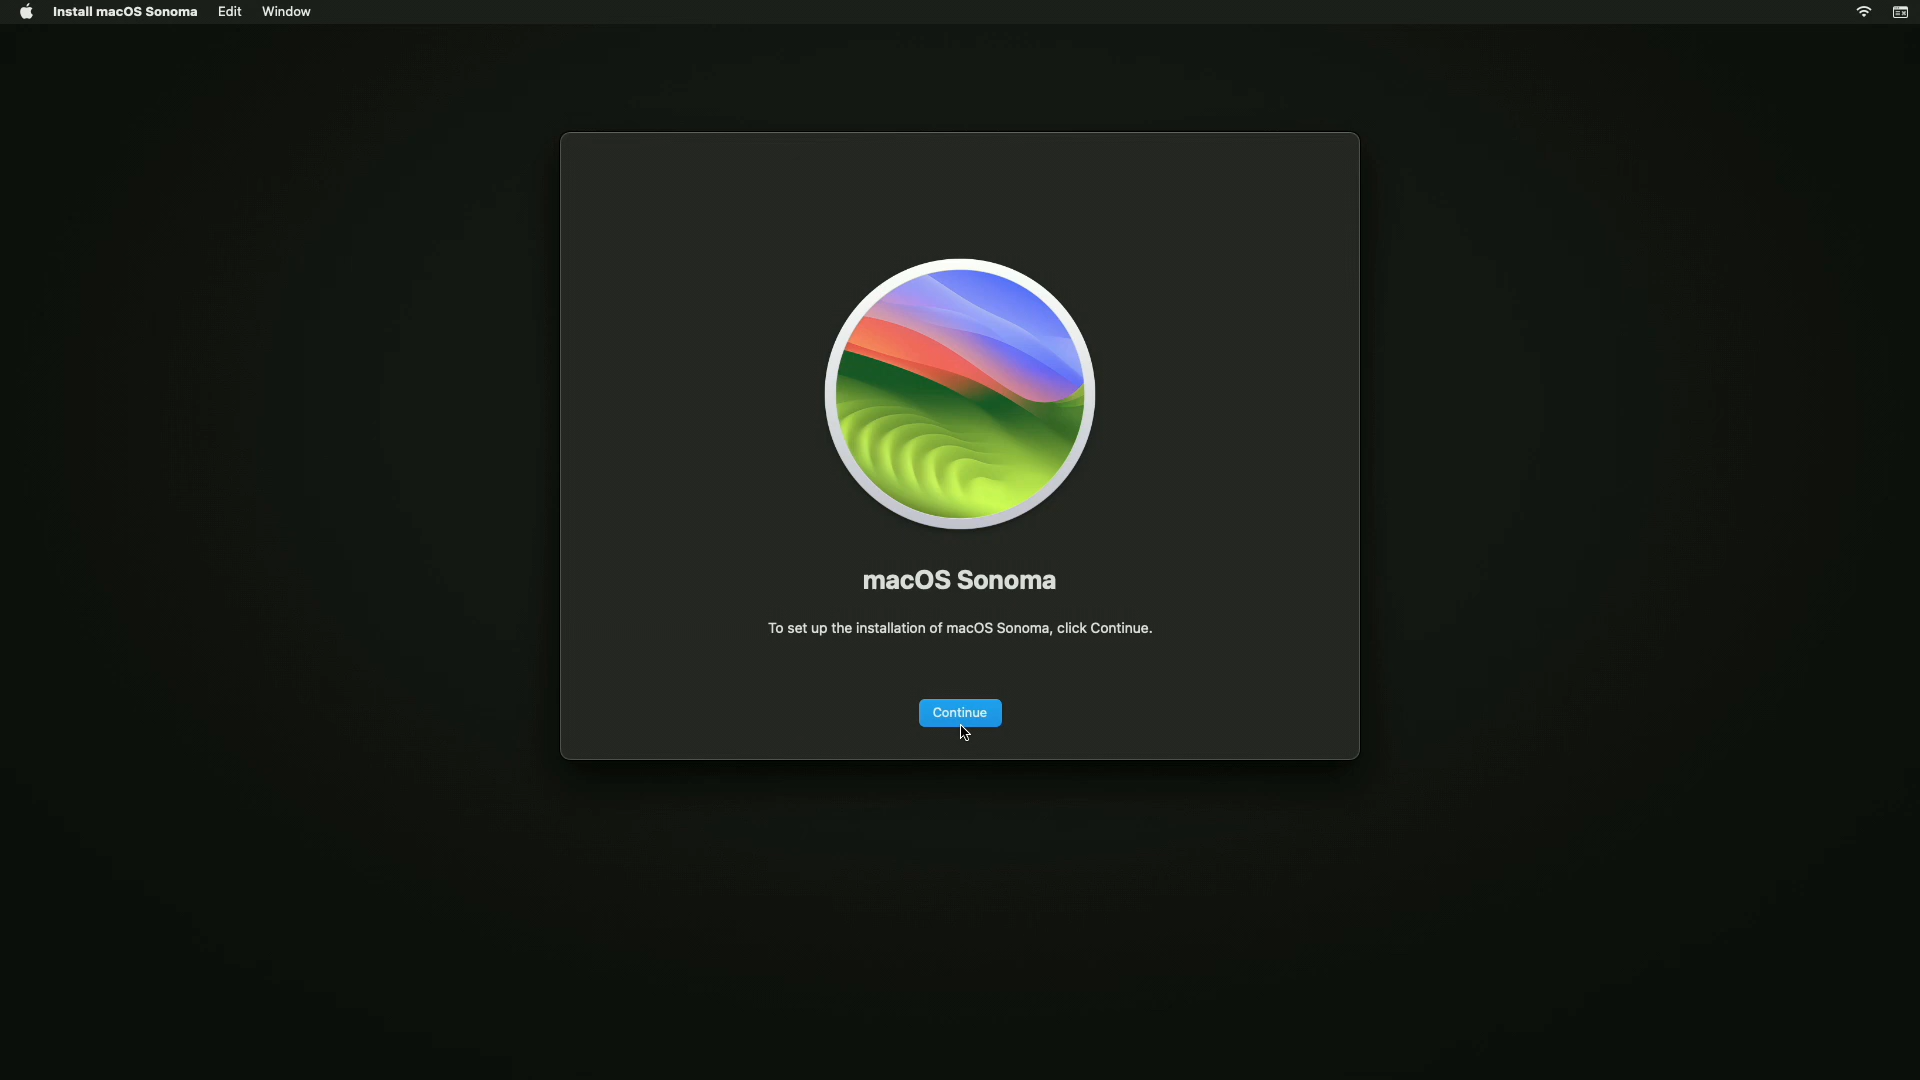 Install macOS Sonoma Edit Window
macOS Sonoma
To set up the installation of macOS Sonoma, click Continue.
Continue